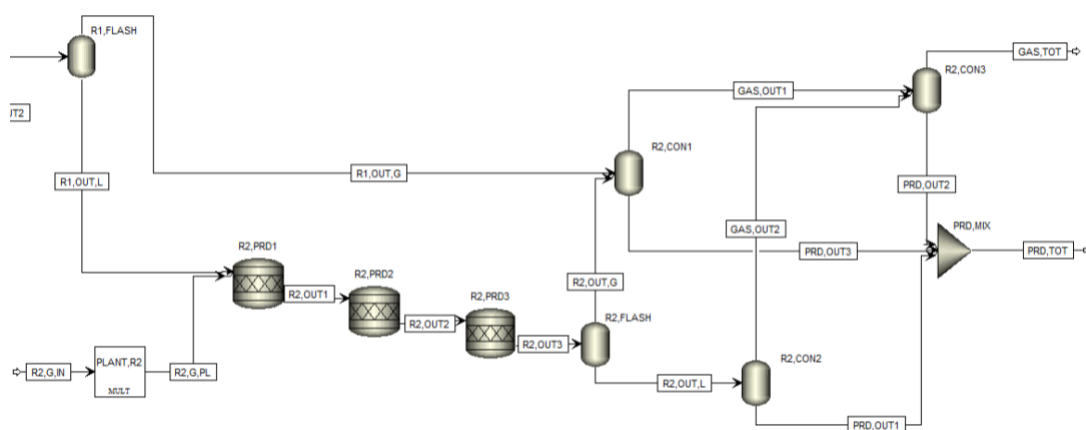 R1,FLASH
GAS,TOT
R2,CON3
GAS,OUT1
JT2
R2,CON1
R1,OUT,L
R1,OUT,G
PRD,OUT2
GAS,OUT2
PRD,MIX
R2,PRD1
PRD,OUT3
PRD,TOT
R2,PRD2
R2,OUT,G
R2,OUT1
R2,PRD3
R2,FLASH
R2,OUT2
R2,OUT3
PLANT,R2
R2,CON2
R2,G,IN
R2,G,PL
R2,OUT,L
MULT
PRD,OUT1